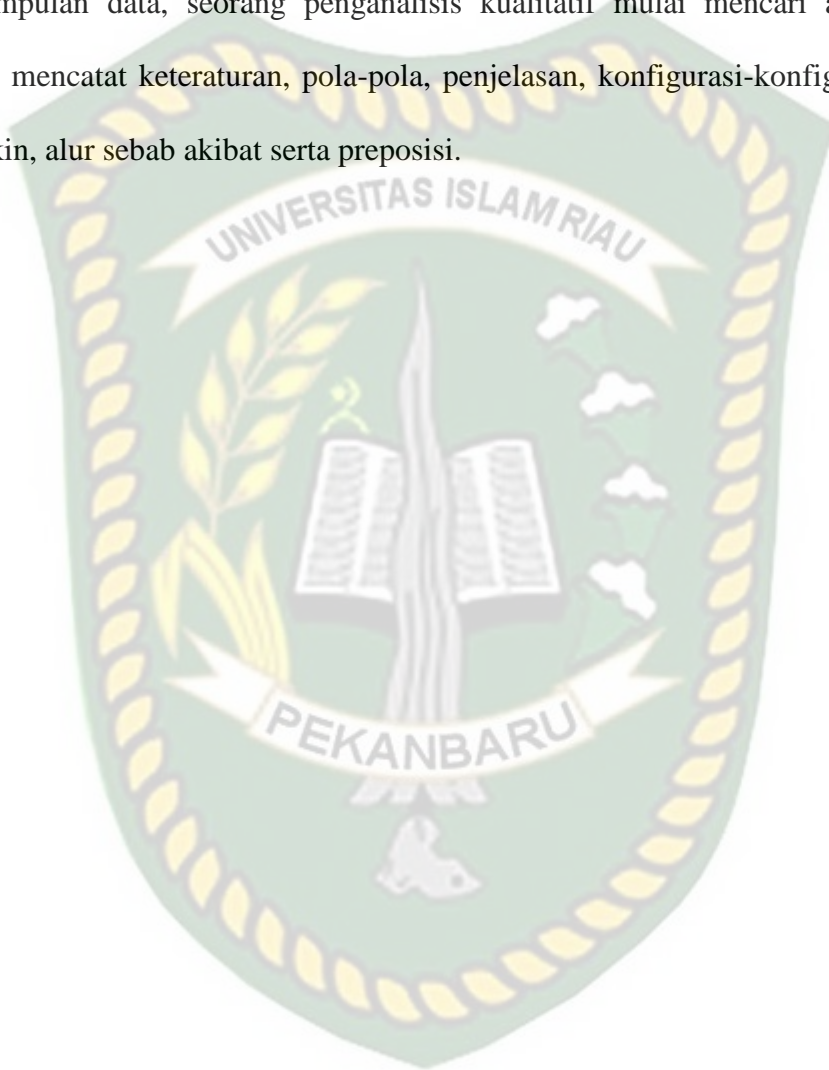 mpulan data, seorang penganalisis kualitatif mulai mencari a
mencatat keteraturan, pola-pola, penjelasan, konfigurasi-konfig
kin, alur sebab akibat serta preposisi.
UNIVERSITAS ISLAM RIAU
PEKANBARU